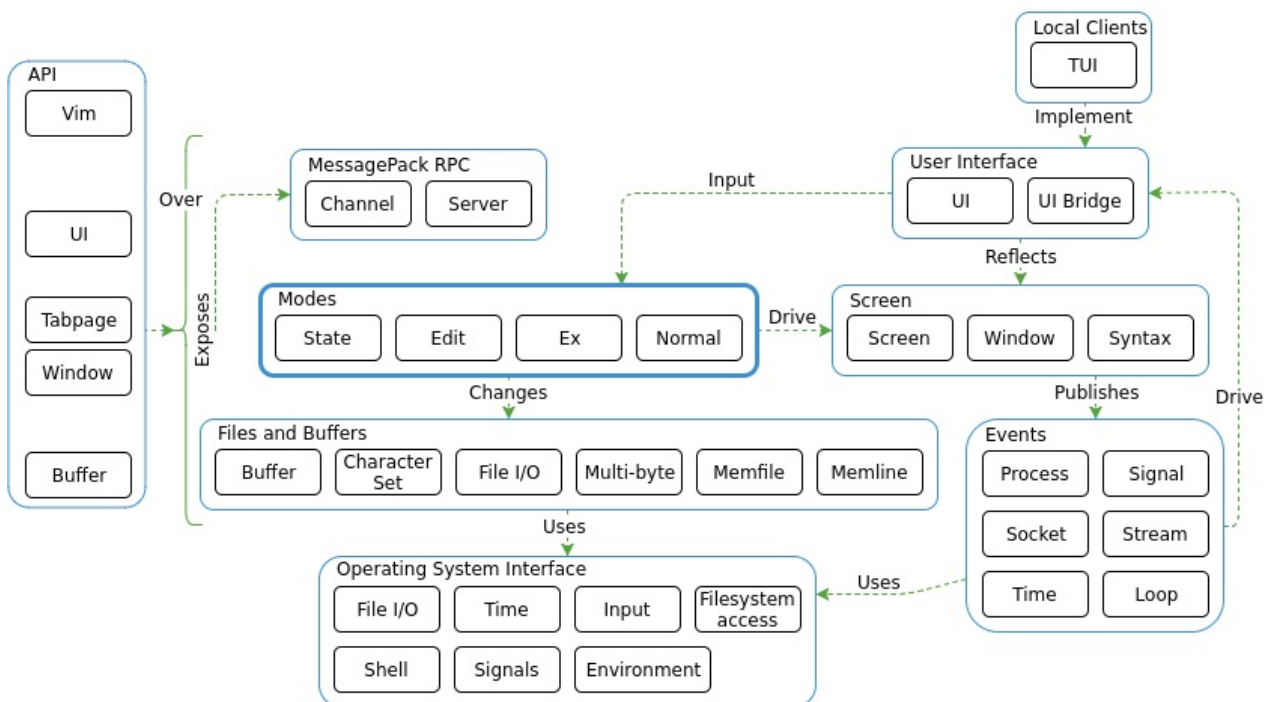 Local Clients
TUI
Implement
API
Vim
UI
Tabpage
Window
Buffer
Over
Exposes
MessagePack RPC
Channel
Server
Input
User Interface
UI
UI Bridge
Reflects
Modes
State
Edit
Ex
Normal
Drive
Screen
Screen
Window
Syntax
Changes
Publishes
Drive
Files and Buffers
Buffer
Character
Set
File I/O
Multi-byte
Memfile
Memline
Events
Process
Signal
Socket
Stream
Time
Loop
Uses
Uses
Operating System Interface
File I/O
Time
Input
Filesystem
access
Shell
Signals
Environment